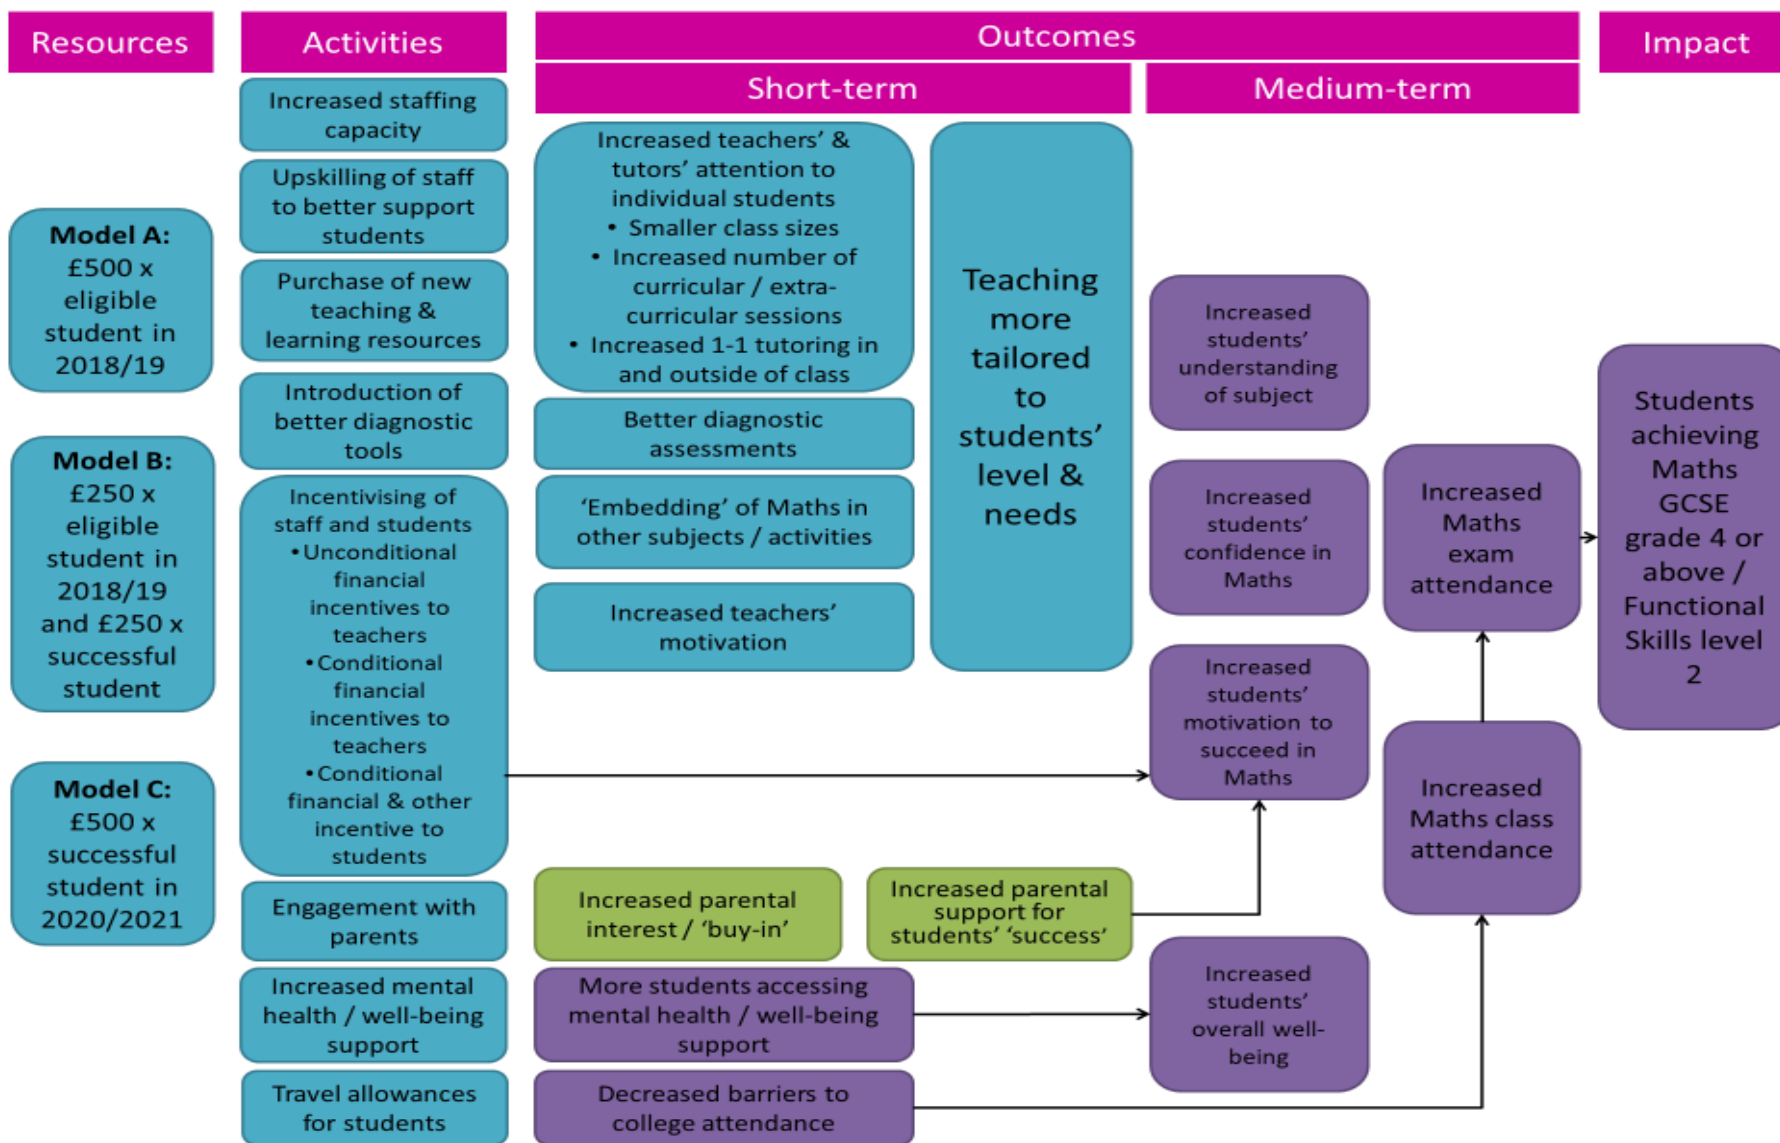 Resources
Activities
Outcomes
Short-term
Medium-term
Impact
Model A:
£500 x
eligible
student in
2018/19
Model B:
£250 x
eligible
student in
2018/19
and £250 x
successful
student
Model C:
£500 x
successful
student in
2020/2021
Increased staffing
capacity
Upskilling of staff
to better support
students
Purchase of new
teaching &
learning resources
Introduction of
better diagnostic
tools
Incentivising of
staff and students
•Unconditional
financial
incentives to
teachers
•Conditional
financial
incentives to
teachers
•Conditional
financial & other
incentive to
students
Engagement with
parents
Increased mental
health / well-being
support
Travel allowances
for students
Increased teachers’ &
tutors’ attention to
individual students
• Smaller class sizes
• Increased number of
curricular / extra-
curricular sessions
• Increased 1-1 tutoring in
and outside of class
Better diagnostic
assessments
‘Embedding’ of Maths in
other subjects / activities
Increased teachers’
motivation
Increased parental
interest / ‘buy-in’
More students accessing
mental health / well-being
support
Decreased barriers to
college attendance
Teaching
more
tailored
to
students’
level &
needs
Increased parental
support for
students’ ‘success’
Increased
students’
understanding
of subject
Increased
students’
confidence in
Maths
Increased
students’
motivation to
succeed in
Maths
Increased
students’
overall well-
being
Increased
Maths
exam
attendance
Increased
Maths class
attendance
Students
achieving
Maths
GCSE
grade 4 or
above /
Functional
Skills level
2